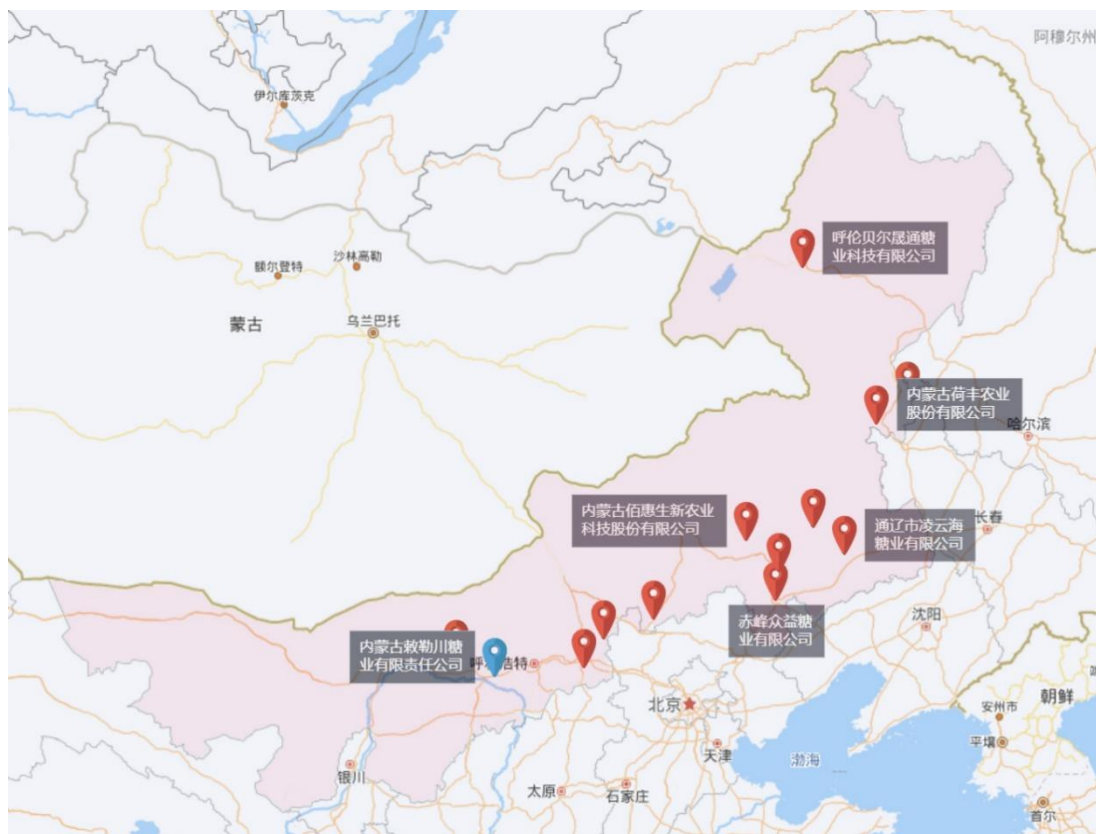 阿穆尔州
伊尔库茨克
呼伦贝尔晟通糖
业科技有限公司
额尔登特
沙林高勒
蒙古
乌兰巴托
内蒙古荷丰农业
股份有限公司
哈尔滨
内蒙古佰惠生新农业
科技股份有限公司
通辽市凌云海
糖业有限公司
长春
赤峰众益糖
业有限公司
沈阳
内蒙古敕勒川糖
业有限责任公司
浩特
北京
朝鲜
安州市
平壤
天津
渤海
银川
太原
石家庄
首尔